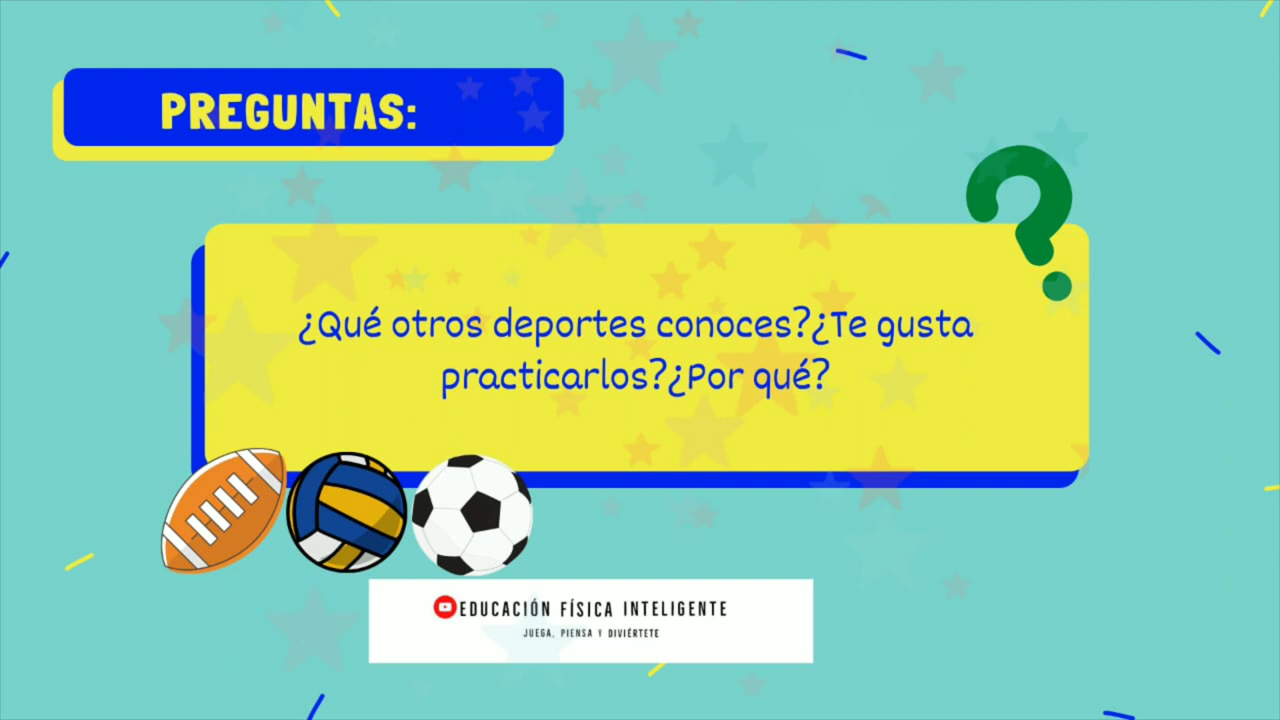 PREGUNTAS:
¿Qué otros deportes conoces?¿Te gusta
practicarlos?¿Por qué?
EDUCACIÓN FÍSICA INTELIGENTE
JUEGA, PIENSA Y DIVIÉRTETE